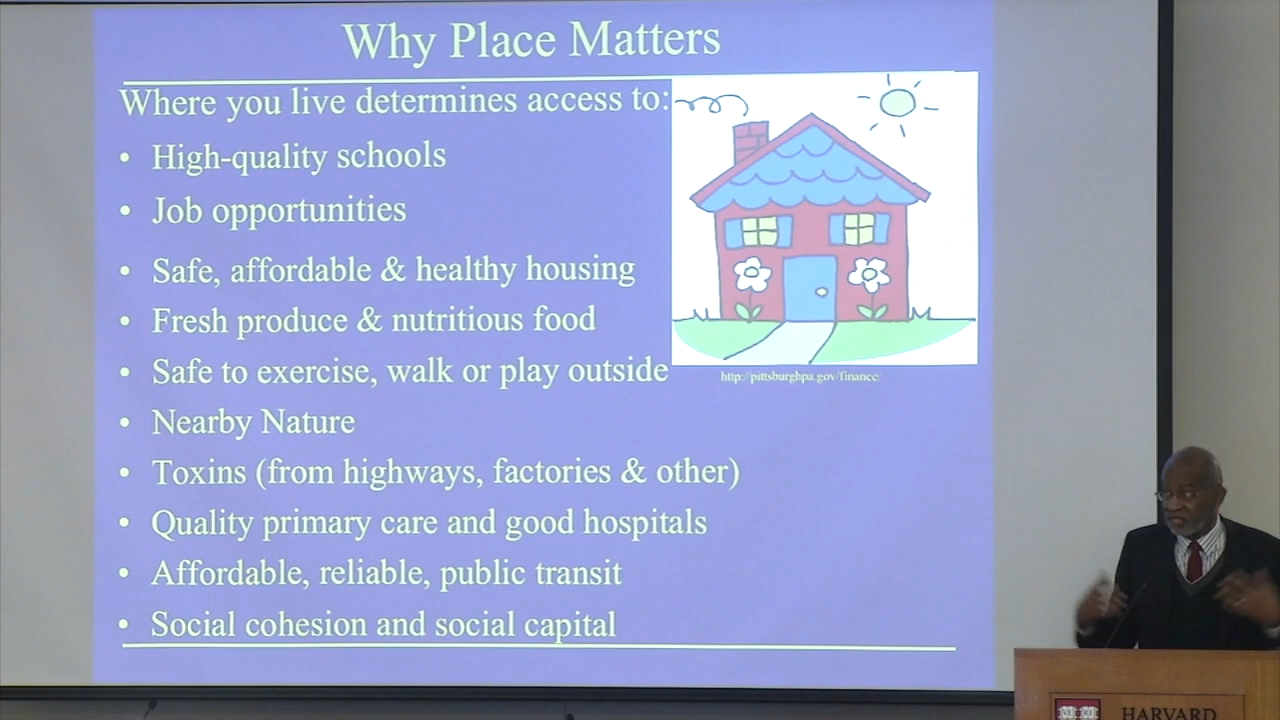 Why Place Matters
Where you live determines access to:
• High-quality schools
• Job opportunities
• Safe, affordable & healthy housing
• Fresh produce & nutritious food
• Safe to exercise, walk or play outside
• Nearby Nature
• Toxins (from highways, factories & other)
• Quality primary care and good hospitals
• Affordable, reliable, public transit
• Social cohesion and social capital
http://pittsburghpa.gov/finance/
HARVARD